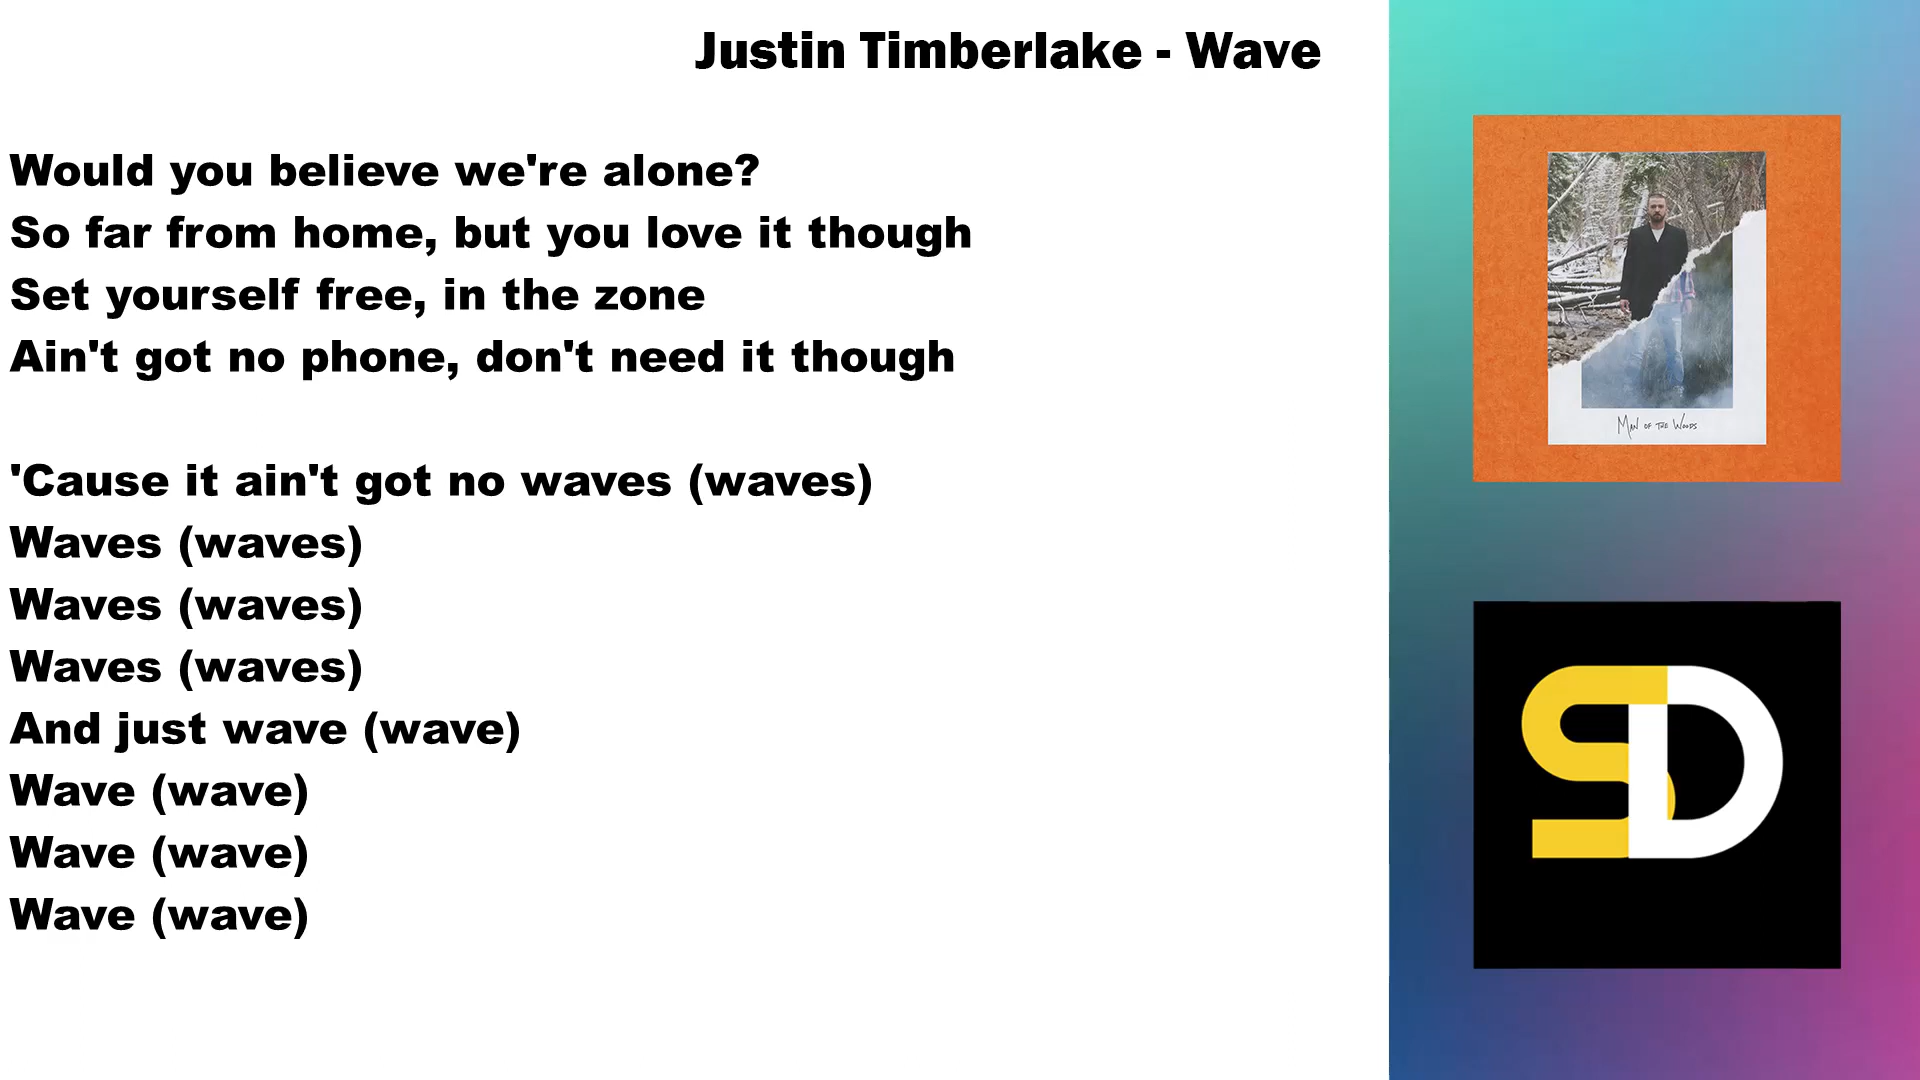 Justin Timberlake - Wave
Would you believe we're alone?
So far from home, but you love it though
Set yourself free, in the zone
Ain't got no phone, don't need it though
'Cause it ain't got no waves (waves)
Waves (waves)
Waves (waves)
Waves (waves)
And just wave (wave)
Wave (wave)
Wave (wave)
Wave (wave)
MAN OF THE WOODS
SD